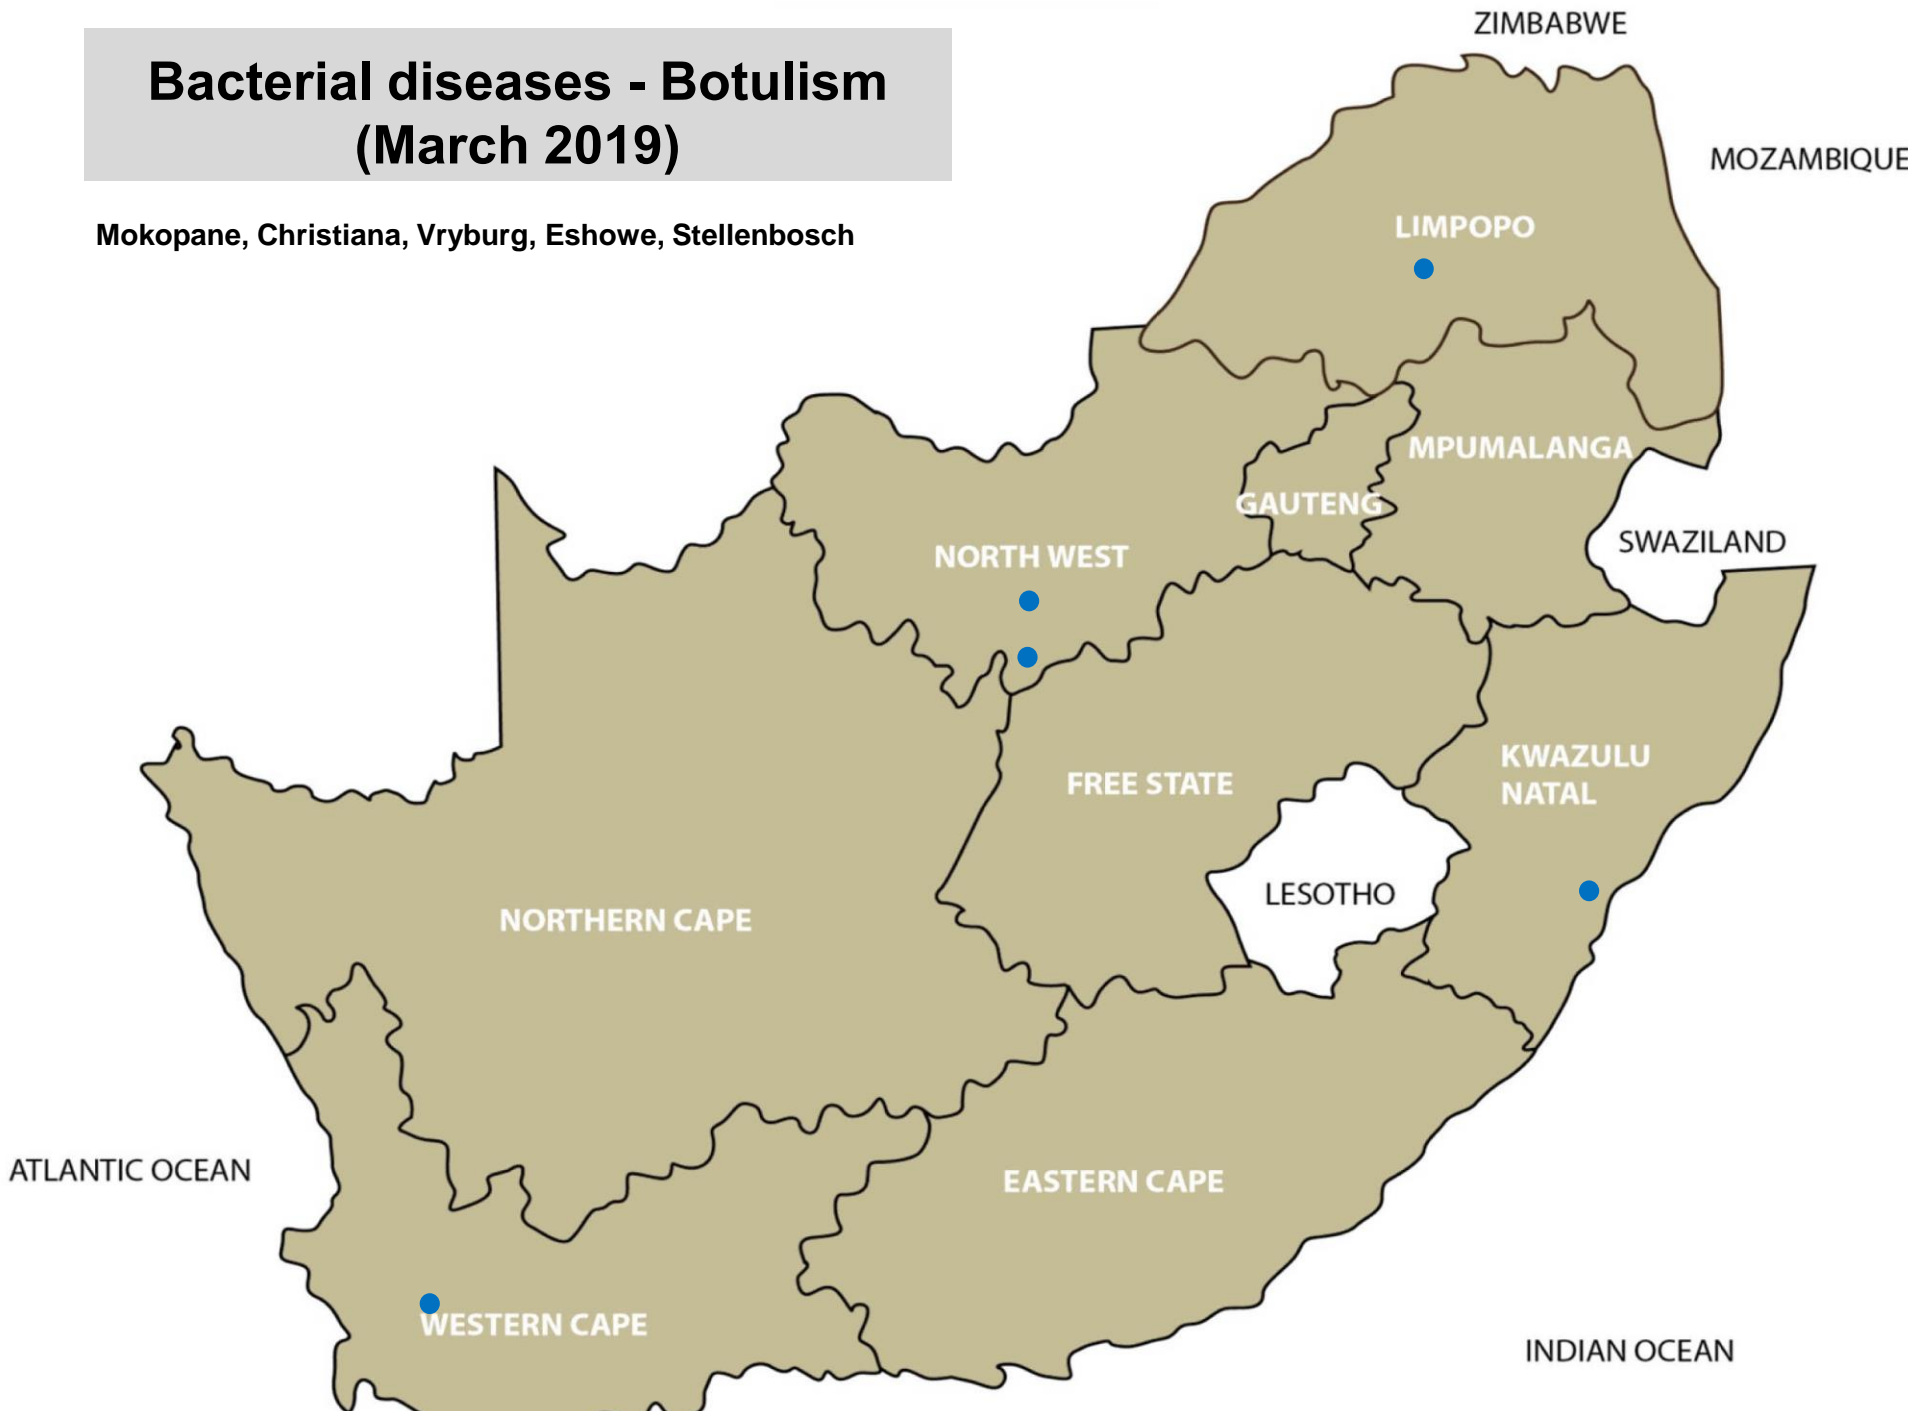 Bacterial diseases - Botulism
(March 2019)
Mokopane, Christiana, Vryburg, Eshowe, Stellenbosch
ZIMBABWE
MOZAMBIQUE
LIMPOPO
MPUMALANGA
GAUTENG
SWAZILAND
NORTH WEST
KWAZULU
NATAL
FREE STATE
LESOTHO
NORTHERN CAPE
ATLANTIC OCEAN
EASTERN CAPE
WESTERN CAPE
INDIAN OCEAN